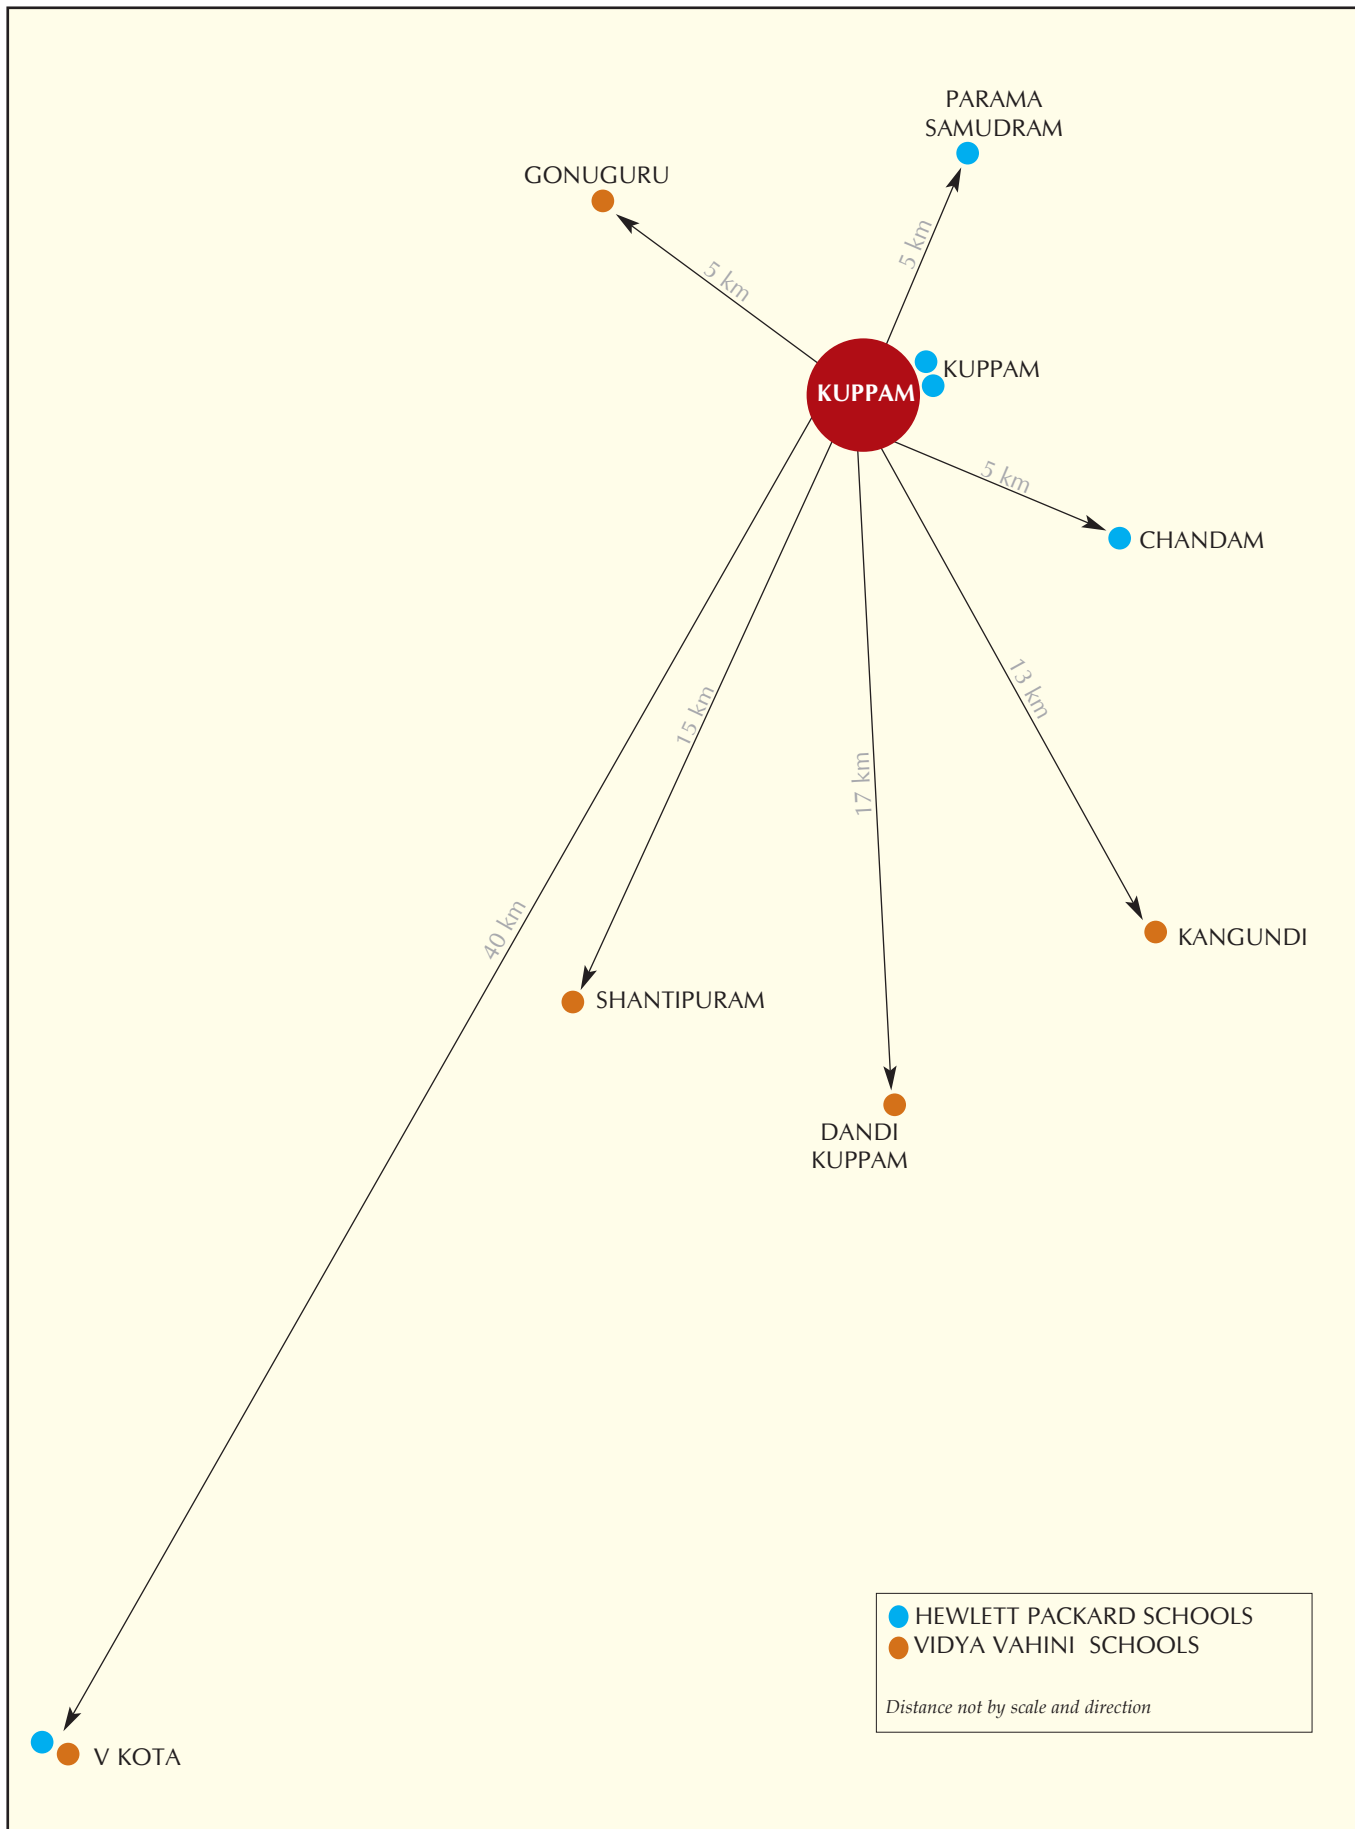 PARAMA
SAMUDRAM
GONUGURU
5 km
5 km
KUPPAM
KUPPAM
5 km
CHANDAM
13 km
15 km
17 km
40 km
KANGUNDI
SHANTIPURAM
DANDI
KUPPAM
HEWLETT PACKARD SCHOOLS
VIDYA VAHINI SCHOOLS
Distance not by scale and direction
V KOTA